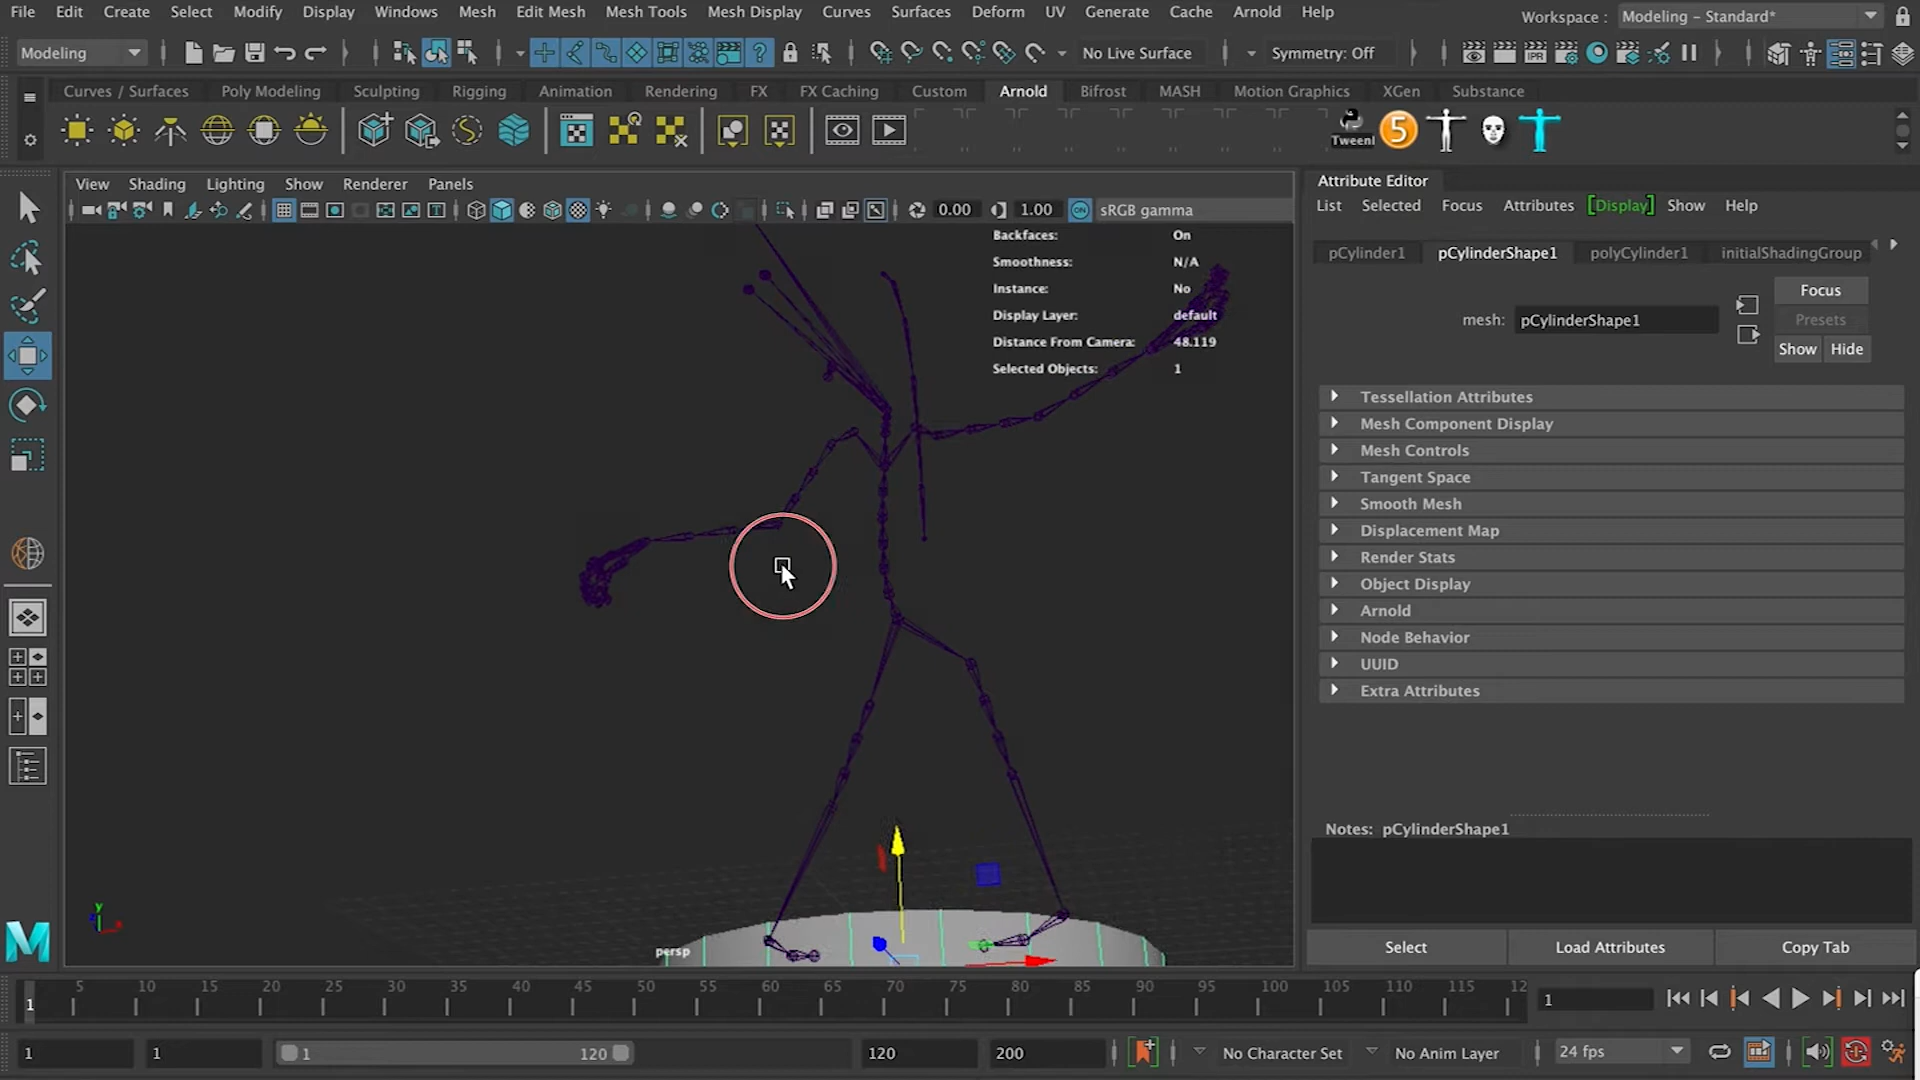 File Edit Create Select Modify Display Windows Mesh Edit Mesh Mesh Tools Mesh Display Curves Surfaces Deform UV Generate Cache Arnold Help Workspace : Modeling - Standard*
Modeling No Live Surface Symmetry: Off
Curves / Surfaces Poly Modeling Sculpting Rigging Animation Rendering FX FX Caching Custom Arnold Bifrost MASH Motion Graphics XGen Substance
IPR
Tweenl 5
View Shading Lighting Show Renderer Panels
0.00 1.00 ON sRGB gamma
Backfaces: On
Smoothness: N/A
Instance: No
Display Layer: default
Distance From Camera: 48.119
Selected Objects: 1
y
persp
Attribute Editor
List Selected Focus Attributes [Display] Show Help
pCylinder1 pCylinderShape1 polyCylinder1 initialShadingGroup
Focus
mesh: pCylinderShape1 Presets
Show Hide
Tessellation Attributes
Mesh Component Display
Mesh Controls
Tangent Space
Smooth Mesh
Displacement Map
Render Stats
Object Display
Arnold
Node Behavior
UUID
Extra Attributes
Notes: pCylinderShape1
Select Load Attributes Copy Tab
1 5 10 15 20 25 30 35 40 45 50 55 60 65 70 75 80 85 90 95 100 105 110 115 12 1
1 1 1 120 120 200 No Character Set No Anim Layer 24 fps